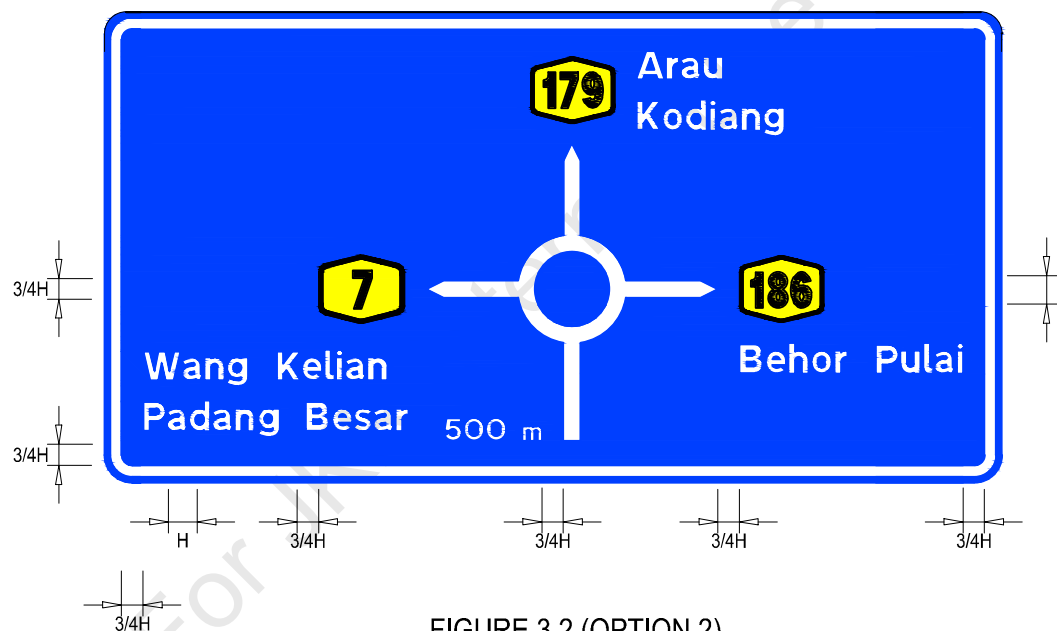 179
Arau
Kodiang
3/4H
7
186
Wang Kelian
Padang Besar
Behor Pulai
500 m
3/4H
H
3/4H
3/4H
3/4H
3/4H
3/4H
FIGURE 3.2 (OPTION 2)
For